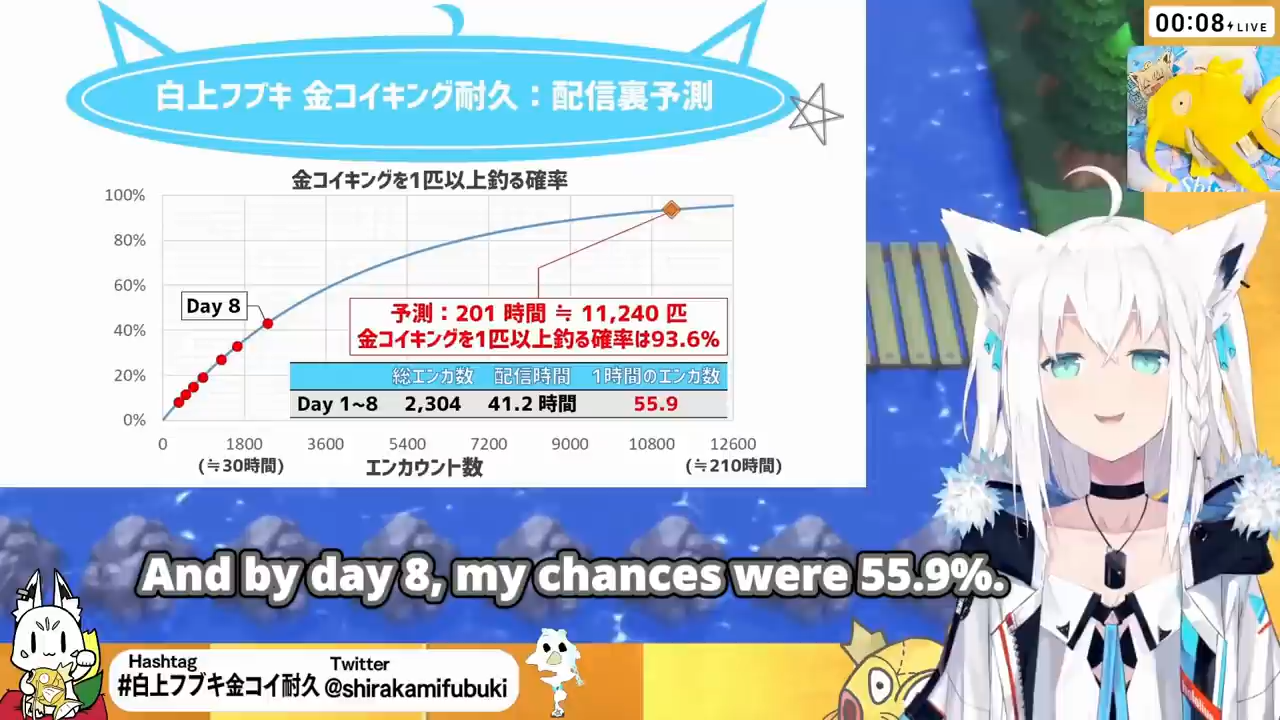 00:08 LIVE
白上フブキ 金コイキング耐久：配信裏予測
金コイキングを1匹以上釣る確率
100%
80%
60%
40%
20%
0%
Day 8
予測：201 時間 ≒ 11,240 匹
金コイキングを1匹以上釣る確率は93.6%
総エンカ数 配信時間 1時間のエンカ数
Day 1~8 2,304 41.2 時間 55.9
0 1800 3600 5400 7200 9000 10800 12600
(≒30時間) エンカウント数 (≒210時間)
And by day 8, my chances were 55.9%.
Hashtag Twitter
#白上フブキ金コイ耐久 @shirakamifubuki